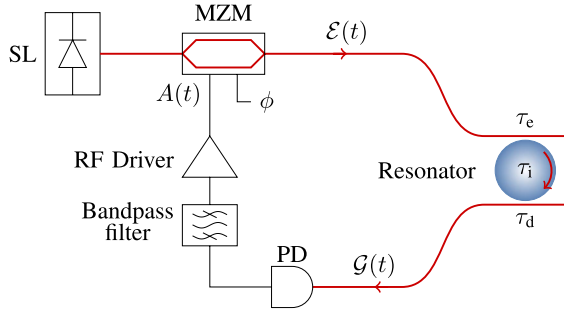 MZM
SL
ℰ(t)
A(t)
ϕ
τe
RF Driver
Resonator
τi
Bandpass
filter
τd
PD
𝒢(t)